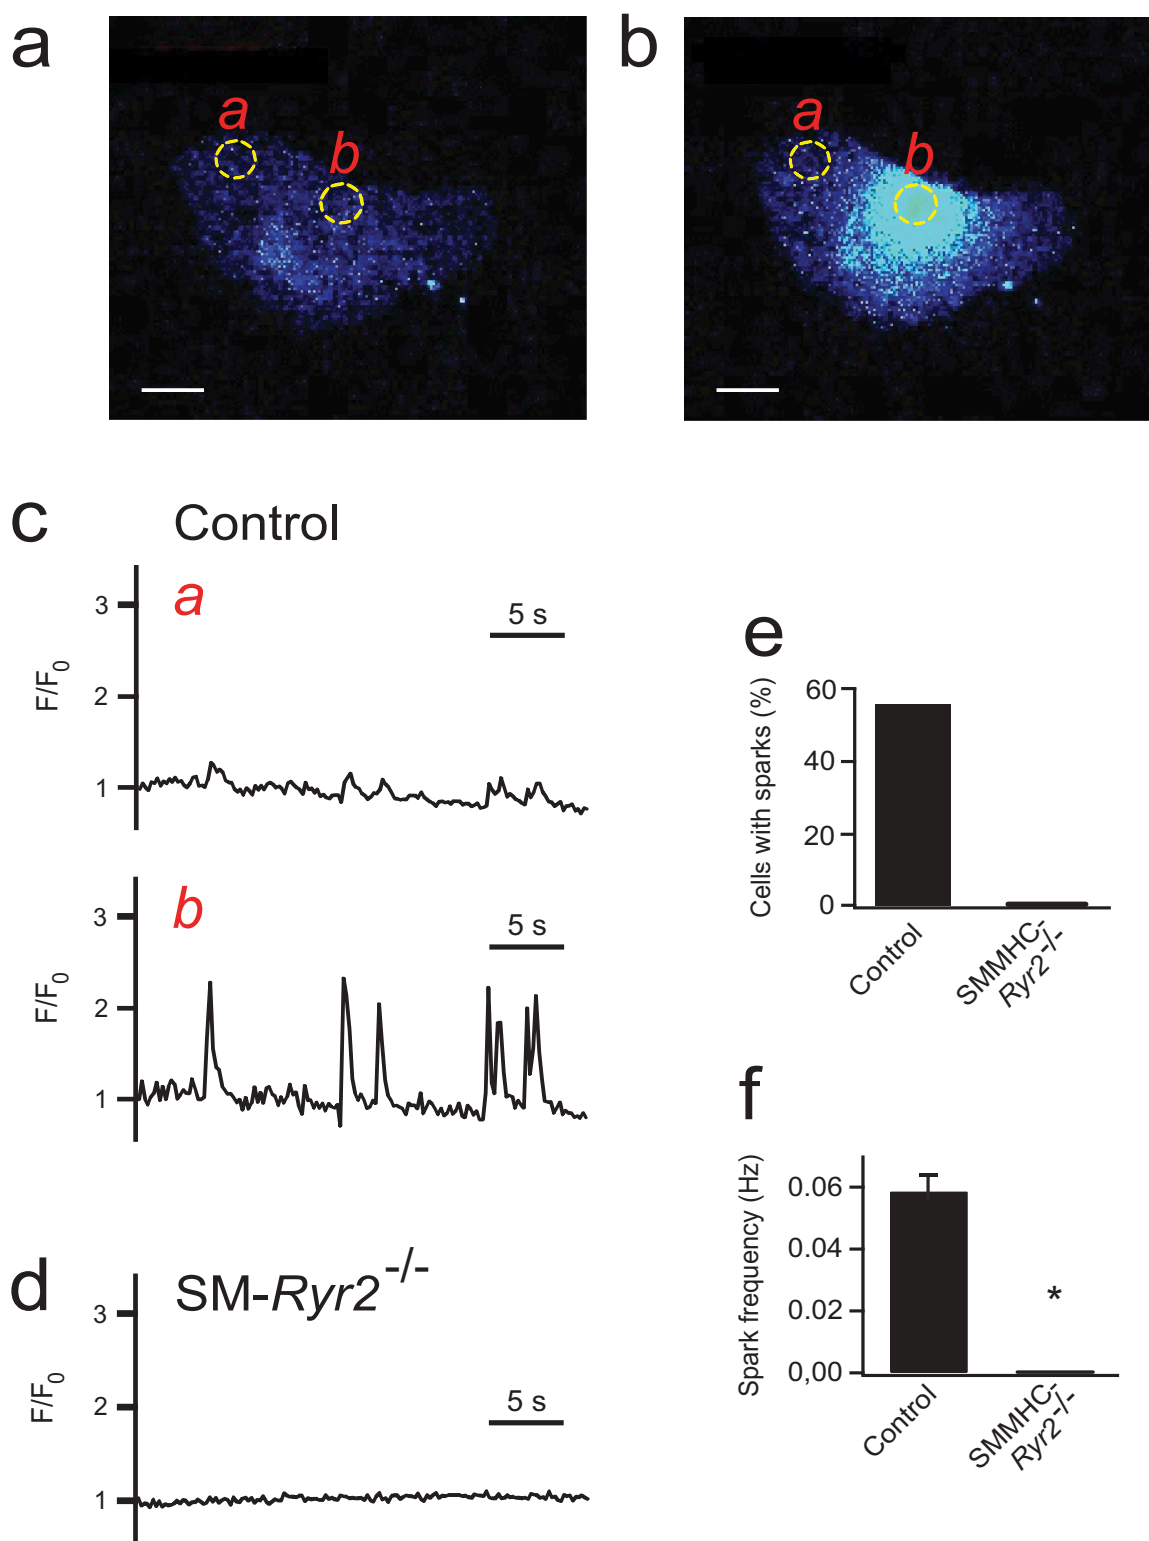 a
b
a
b
a
b
c
Control
3
2
1
F/F0
a
5 s
3
2
1
F/F0
b
5 s
d
SM-Ryr2-/-
3
2
1
F/F0
5 s
e
Cells with sparks (%)
60
40
20
0
Control
SMMHC-
Ryr2-/-
f
Spark frequency (Hz)
0.06
0.04
0.02
0,00
*
Control
SMMHC-
Ryr2-/-